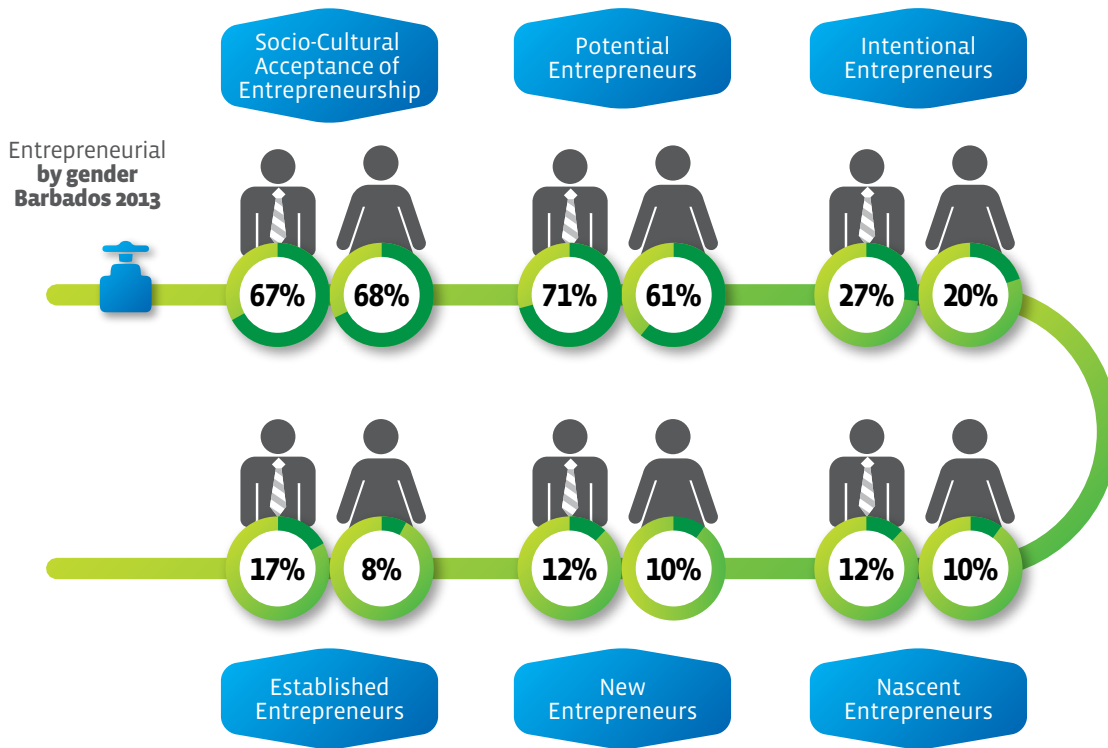 Socio-Cultural
Acceptance of
Entrepreneurship
Potential
Entrepreneurs
Intentional
Entrepreneurs
Entrepreneurial
by gender
Barbados 2013
67%
68%
71%
61%
27%
20%
17%
8%
12%
10%
12%
10%
Established
Entrepreneurs
New
Entrepreneurs
Nascent
Entrepreneurs